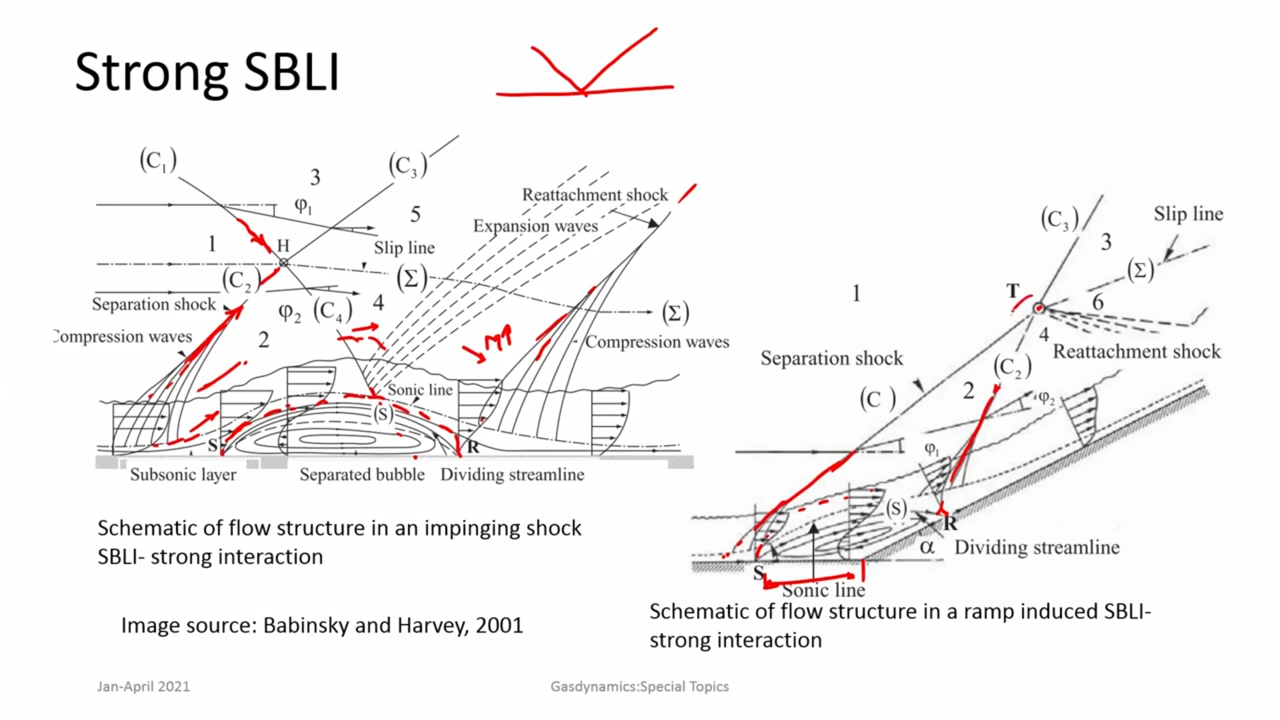 Strong SBLI
(C₁)
3
(C₃)
φ₁
5
Reattachment shock
Expansion waves
1
H
Slip line
(C₂)
(Σ)
Separation shock
φ₂
(C₄)
4
(Σ)
Compression waves
2
Compression waves
Sonic line
(S)
S
R
Subsonic layer
Separated bubble
Dividing streamline
Schematic of flow structure in an impinging shock
SBLI- strong interaction
Image source: Babinsky and Harvey, 2001
(C₃)
Slip line
3
(Σ)
1
T
6
4
Separation shock
Reattachment shock
(C₂)
(C)
2
φ₂
φ₁
(S)
R
α
Dividing streamline
S
Sonic line
Schematic of flow structure in a ramp induced SBLI-
strong interaction
Jan-April 2021
Gasdynamics:Special Topics